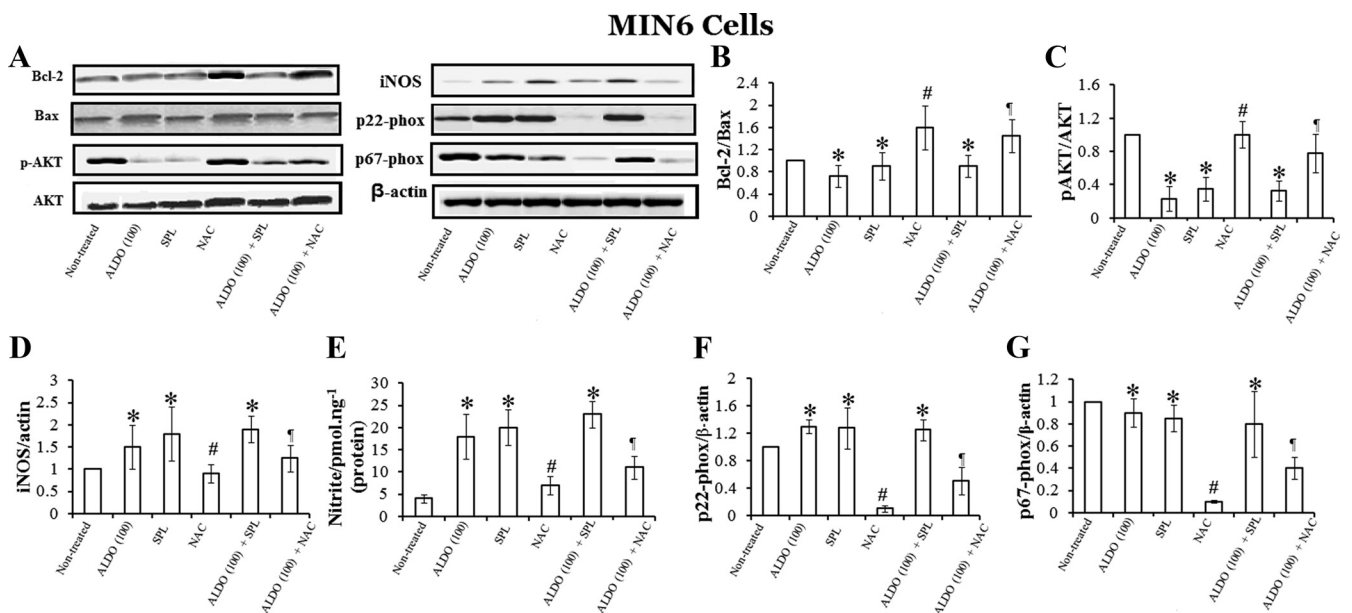 MIN6 Cells
A
Bcl-2
Bax
p-AKT
AKT
Non-treated
ALDO (100)
SPL
NAC
ALDO (100) + SPL
ALDO (100) + NAC
iNOS
p22-phox
p67-phox
β-actin
Non-treated
ALDO (100)
SPL
NAC
ALDO (100) + SPL
ALDO (100) + NAC
B
Bcl-2/Bax
2.4
2
1.6
1.2
0.8
0.4
0
* * # * ¶
Non-treated
ALDO (100)
SPL
NAC
ALDO (100) + SPL
ALDO (100) + NAC
C
pAKT/AKT
1.6
1.2
0.8
0.4
0
* * # * ¶
Non-treated
ALDO (100)
SPL
NAC
ALDO (100) + SPL
ALDO (100) + NAC
D
iNOS/actin
3
2.5
2
1.5
1
0.5
0
* * # * ¶
Non-treated
ALDO (100)
SPL
NAC
ALDO (100) + SPL
ALDO (100) + NAC
E
Nitrite/pmol.ng⁻¹
(protein)
30
25
20
15
10
5
0
* * # * ¶
Non-treated
ALDO (100)
SPL
NAC
ALDO (100) + SPL
ALDO (100) + NAC
F
p22-phox/β-actin
2
1.6
1.2
0.8
0.4
0
* * # * ¶
Non-treated
ALDO (100)
SPL
NAC
ALDO (100) + SPL
ALDO (100) + NAC
G
p67-phox/β-actin
1.2
1
0.8
0.6
0.4
0.2
0
* * # * ¶
Non-treated
ALDO (100)
SPL
NAC
ALDO (100) + SPL
ALDO (100) + NAC